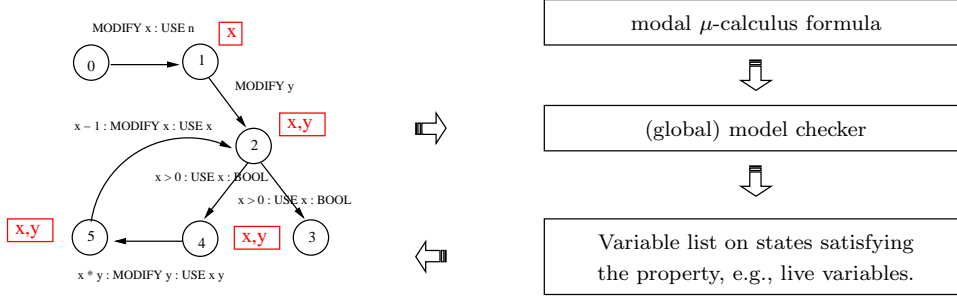 MODIFY x : USE n
x
0
1
MODIFY y
x − 1 : MODIFY x : USE x
x,y
2
x > 0 : USE x : BOOL
x > 0 : USE x : BOOL
x,y
5
4
x,y
3
x * y : MODIFY y : USE x y
modal μ-calculus formula
(global) model checker
Variable list on states satisfying
the property, e.g., live variables.